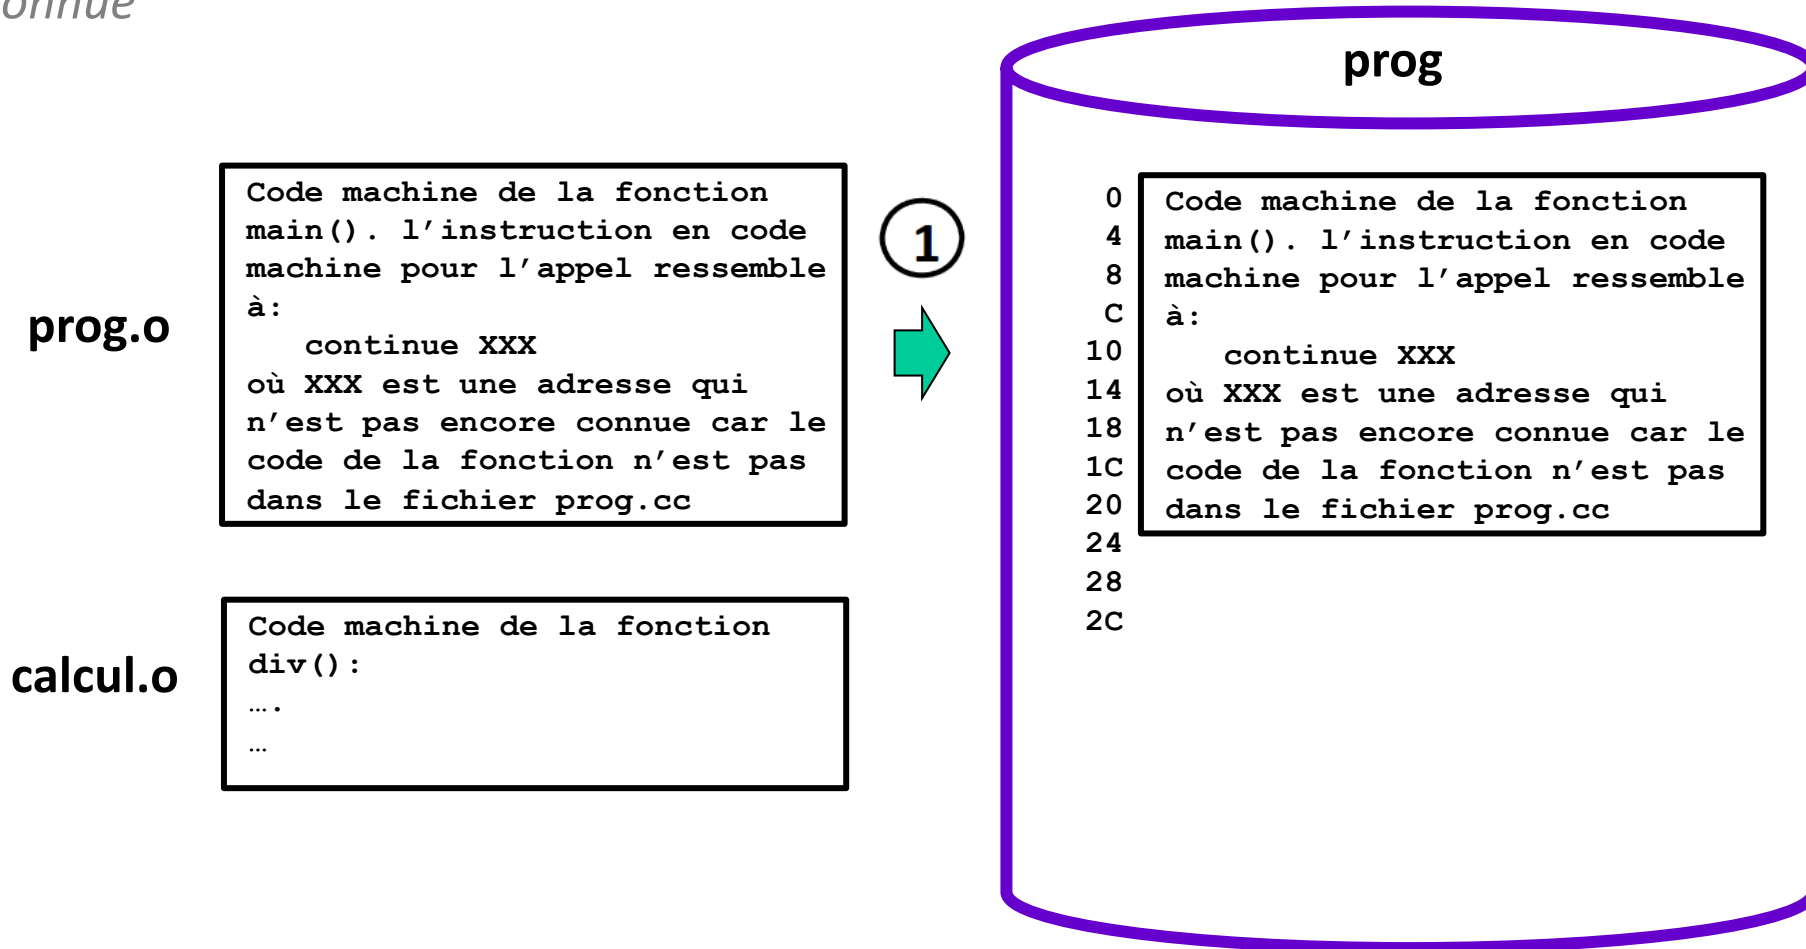 onnue
prog
prog.o
Code machine de la fonction
main(). l’instruction en code
machine pour l’appel ressemble
à:
continue XXX
où XXX est une adresse qui
n’est pas encore connue car le
code de la fonction n’est pas
dans le fichier prog.cc
1
0
4
8
C
10
14
18
1C
20
24
28
2C
Code machine de la fonction
main(). l’instruction en code
machine pour l’appel ressemble
à:
continue XXX
où XXX est une adresse qui
n’est pas encore connue car le
code de la fonction n’est pas
dans le fichier prog.cc
calcul.o
Code machine de la fonction
div():
….
…